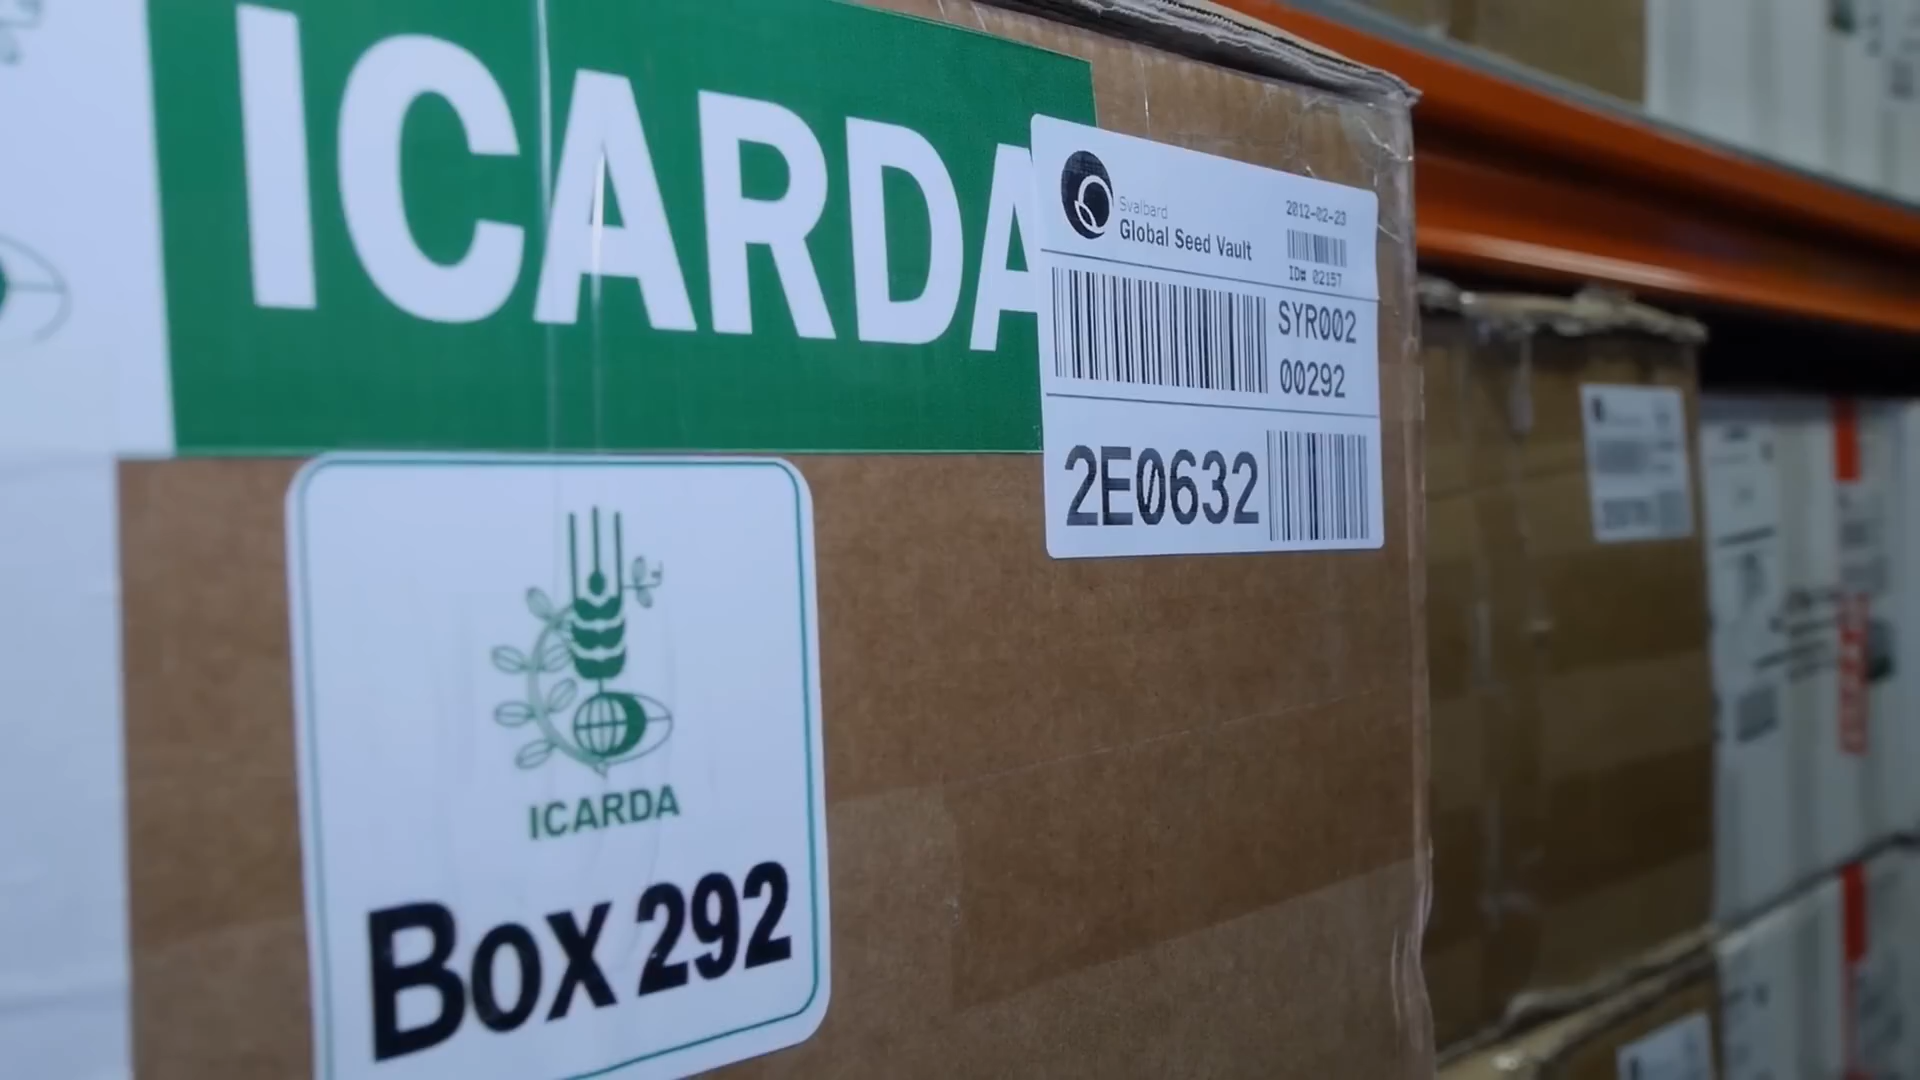 ICARDA
Svalbard
Global Seed Vault
2012-02-23
ID# 02157
SYR002
00292
2E0632
ICARDA
Box 292